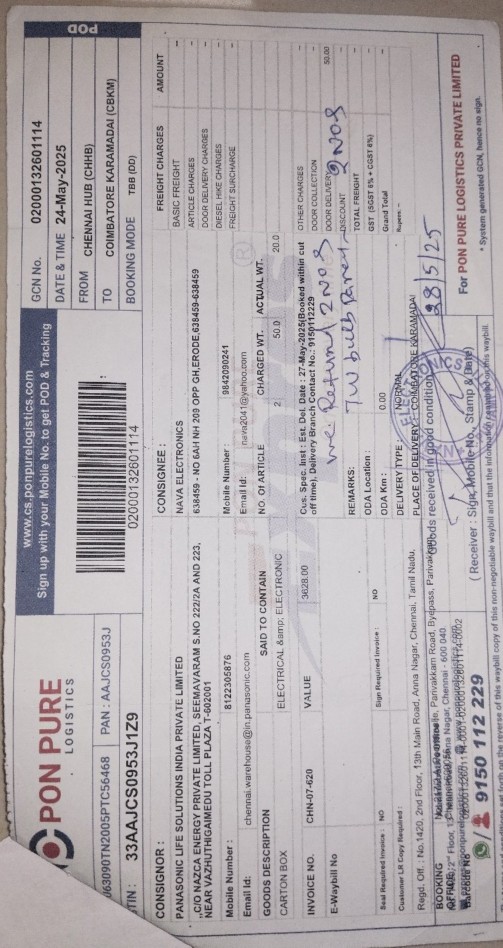 PON PURE
LOGISTICS
www.cs.ponpurelogistics.com
Sign up with your Mobile No. to get POD & Tracking
POD
U63090TN2005PTC56468
PAN : AAJCS0953J
33AAJCS0953J1Z9
02000132601114
GCN No. 02000132601114
DATE & TIME 24-May-2025
FROM CHENNAI HUB (CHHB)
TO COIMBATORE KARAMADAI (CBKM)
BOOKING MODE TBB (DD)
CONSIGNOR :
PANASONIC LIFE SOLUTIONS INDIA PRIVATE LIMITED
,,C/O NAZCA ENERGY PRIVATE LIMITED, SEEMAVARAM S.NO 222/2A AND 223,
NEAR VAZHUTHIGAIMEDU TOLL PLAZA T-602001
Mobile Number : 8122305876
Email Id: chennai.warehouse@in.panasonic.com
CONSIGNEE :
NAVA ELECTRONICS
638459 - NO 6AH NH 209 OPP GH,ERODE,638459-638459
Mobile Number : 9842090241
Email Id: nava2041@yahoo.com
GOODS DESCRIPTION SAID TO CONTAIN NO. OF ARTICLE CHARGED WT. ACTUAL WT.
CARTON BOX ELECTRICAL &amp; ELECTRONIC 2 50.0 20.0
INVOICE NO. CHN-07-620 VALUE 3628.00
E-Waybill No
Cus. Spec. Inst : Est. Del. Date : 27-May-2025(Booked within cut
off time), Delivery Branch Contact No.: 9150112229
We Refund 2 NOS
7W bulb 2 NOS
REMARKS:
ODA Location :
ODA Km : 0.00
Seal Required Invoice : NO Sign Required Invoice : NO
Customer LR Copy Required :
DELIVERY TYPE : NORMAL
PLACE OF DELIVERY : COIMBATORE KARAMADAI
FREIGHT CHARGES AMOUNT
BASIC FREIGHT --
ARTICLE CHARGES --
DOOR DELIVERY CHARGES --
DIESEL HIKE CHARGES --
FREIGHT SURCHARGE --
OTHER CHARGES --
DOOR COLLECTION --
DOOR DELIVERY 50.00
DISCOUNT --
TOTAL FREIGHT --
GST (SGST 6% + CGST 6%) --
Grand Total --
Rupees: --
Regd. Off. : No.1420, 2nd Floor, 13th Main Road, Anna Nagar, Chennai, Tamil Nadu,
BOOKING
OFFICE
Goods received in good condition
28/5/25
( Receiver : Sign, Mobile No., Stamp & Date)
For PON PURE LOGISTICS PRIVATE LIMITED
* System generated GCN, hence no sign.
9150 112 229